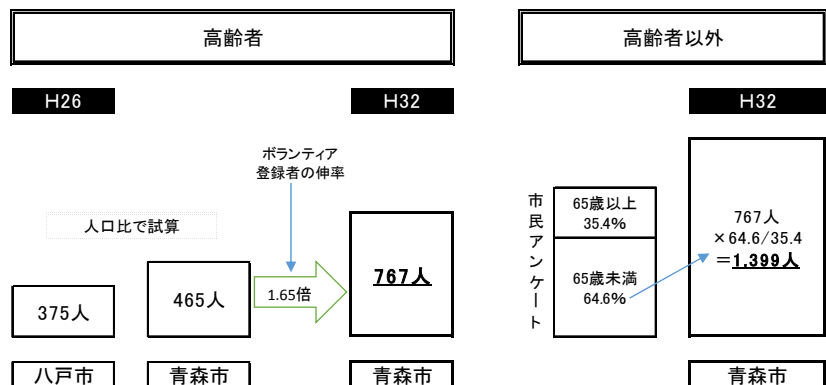 高齢者
高齢者以外
H26
H32
H32
ボランティア
登録者の伸率
人口比で試算
375人
465人
1.65倍
767人
八戸市
青森市
青森市
市民アンケート
65歳以上
35.4%
65歳未満
64.6%
767人
×64.6/35.4
=1,399人
青森市